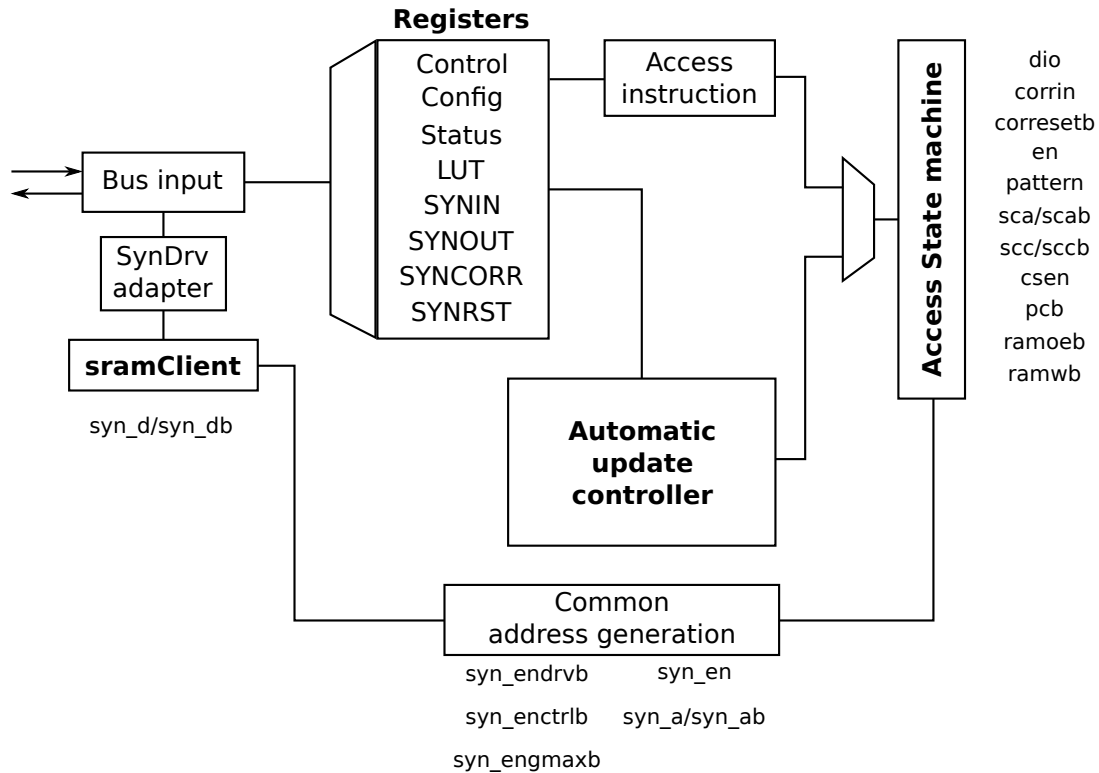 Registers
Control
Config
Status
LUT
SYNIN
SYNOUT
SYNCORR
SYNRST
Access
instruction
Access State machine
dio
corrin
corresetb
en
pattern
sca/scab
scc/sccb
csen
pcb
ramoeb
ramwb
Bus input
SynDrv
adapter
sramClient
syn_d/syn_db
Automatic
update
controller
Common
address generation
syn_endrvb
syn_en
syn_enctrlb
syn_a/syn_ab
syn_engmaxb